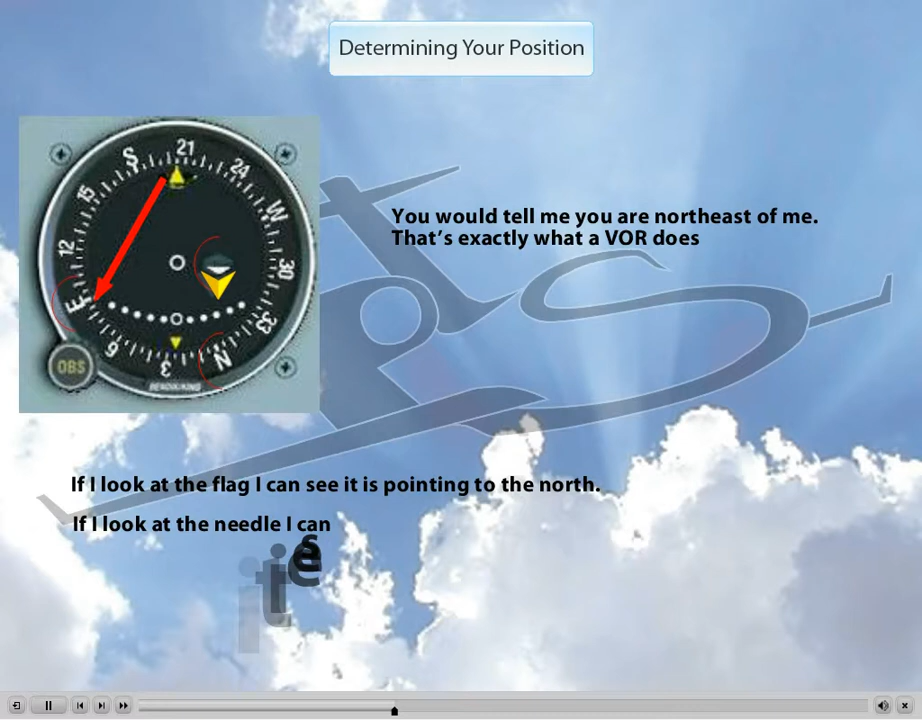 Determining Your Position
S 21 24
15 W
12 30
E 33
6 3 N
OBS
BENDIX/KING
You would tell me you are northeast of me.
That's exactly what a VOR does
If I look at the flag I can see it is pointing to the north.
If I look at the needle I can